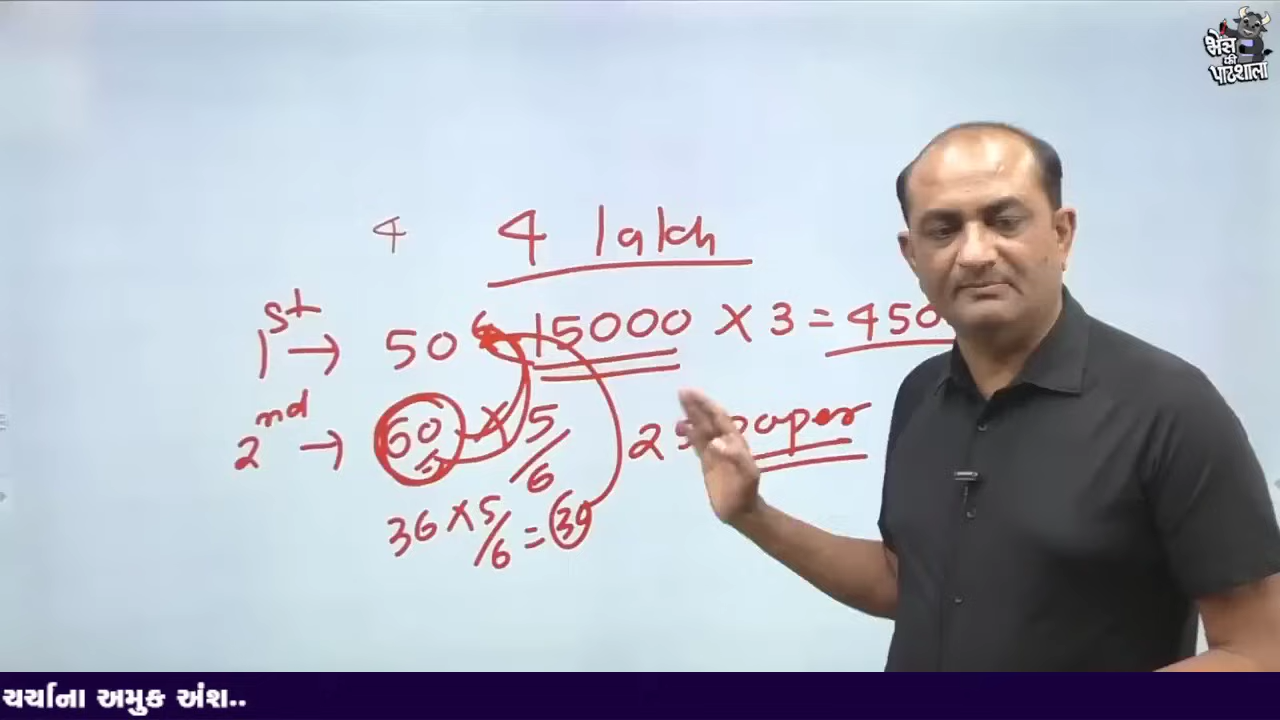 भैंस
की
પાઠશાલા
4 4 lakh
1st → 50 15000 × 3 = 450
2nd → 60 × 5/6 paper
36 × 5/6 = 30
ચર્ચાના અમુક અંશ..